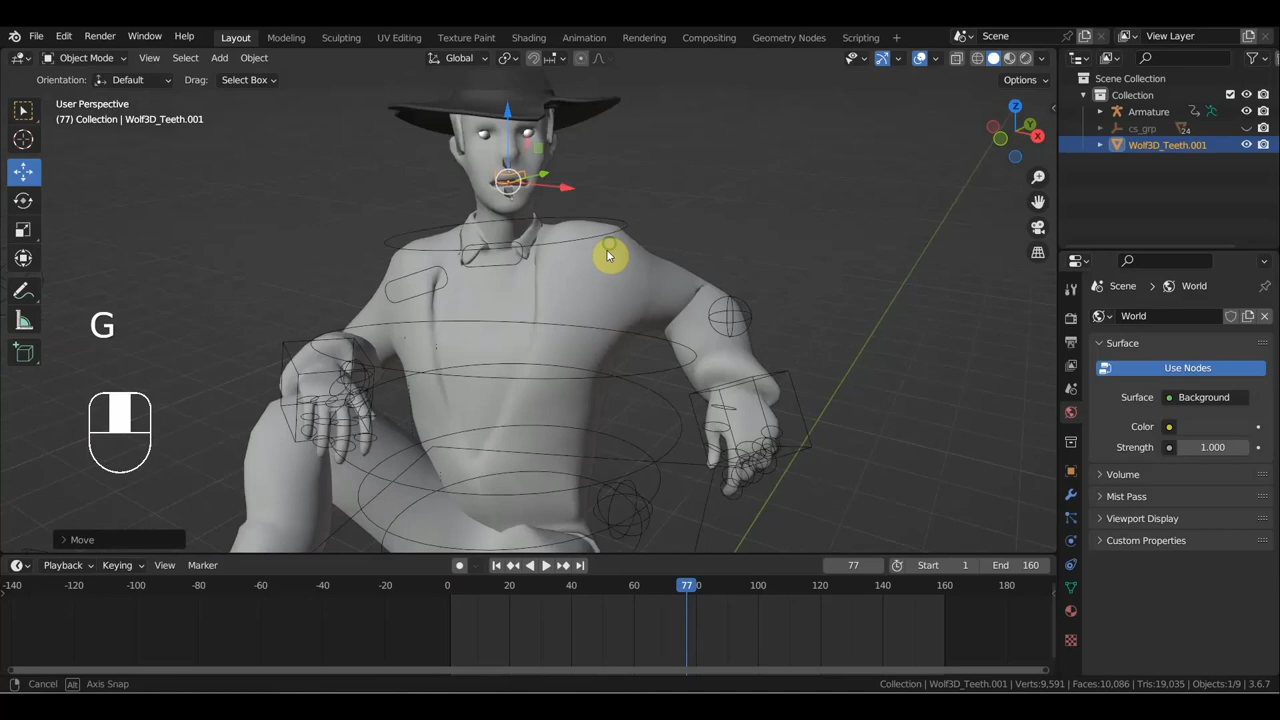 File Edit Render Window Help Layout Modeling Sculpting UV Editing Texture Paint Shading Animation Rendering Compositing Geometry Nodes Scripting + Scene View Layer
Object Mode View Select Add Object Global
Orientation: Default Drag: Select Box Options
User Perspective
(77) Collection | Wolf3D_Teeth.001
Z
Y
X
Scene Collection
Collection
Armature
cs_grp 24
Wolf3D_Teeth.001
Scene World
World
Surface
Use Nodes
Surface Background
Color
Strength 1.000
Volume
Mist Pass
Viewport Display
Custom Properties
G
Move
Playback Keying View Marker 77 Start 1 End 160
-140 -120 -100 -80 -60 -40 -20 0 20 40 60 77 80 100 120 140 160 180
Cancel Alt Axis Snap Collection | Wolf3D_Teeth.001 | Verts:9,591 | Faces:10,086 | Tris:19,035 | Objects:1/9 | 3.6.7